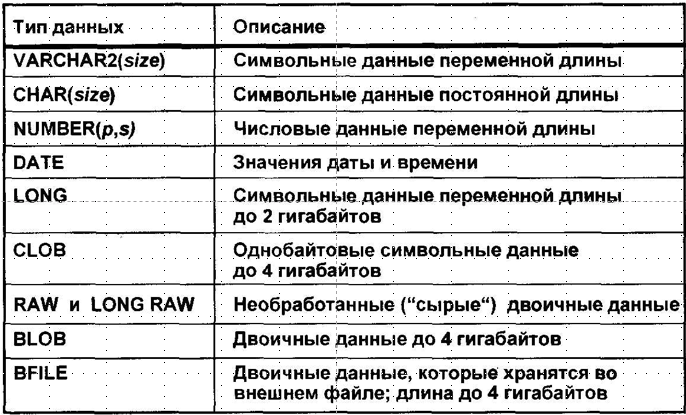 Тип данных Описание
VARCHAR2(size) Символьные данные переменной длины
CHAR(size) Символьные данные постоянной длины
NUMBER(p,s) Числовые данные переменной длины
DATE Значения даты и времени
LONG Символьные данные переменной длины
до 2 гигабайтов
CLOB Однобайтовые символьные данные
до 4 гигабайтов
RAW и LONG RAW Необработанные (“сырые“) двоичные данные
BLOB Двоичные данные до 4 гигабайтов
BFILE Двоичные данные, которые хранятся во
внешнем файле; длина до 4 гигабайтов